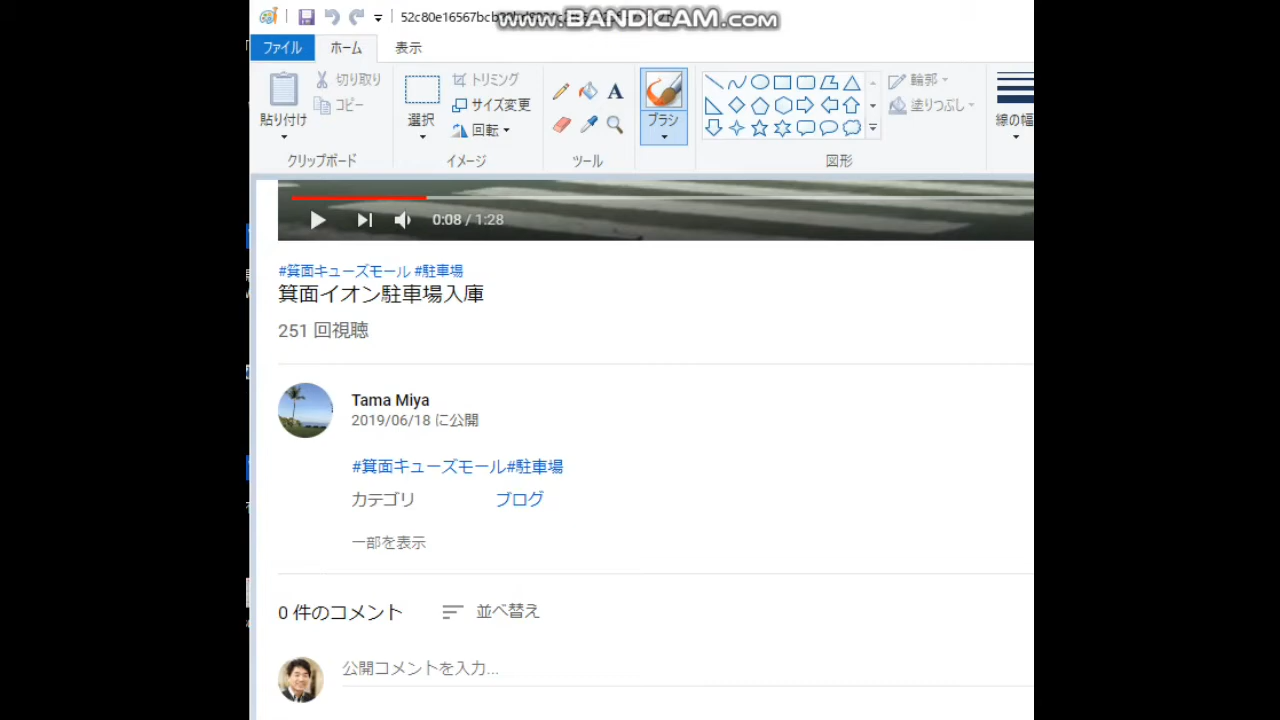 52c80e16567bcb
www.BANDICAM.com
ファイル ホーム 表示
貼り付け 切り取り コピー
選択 トリミング サイズ変更 回転
ブラシ
輪郭 塗りつぶし
線の幅
クリップボード イメージ ツール 図形
0:08 / 1:28
#箕面キューズモール #駐車場
箕面イオン駐車場入庫
251 回視聴
Tama Miya
2019/06/18 に公開
#箕面キューズモール#駐車場
カテゴリ ブログ
一部を表示
0 件のコメント 並べ替え
公開コメントを入力...